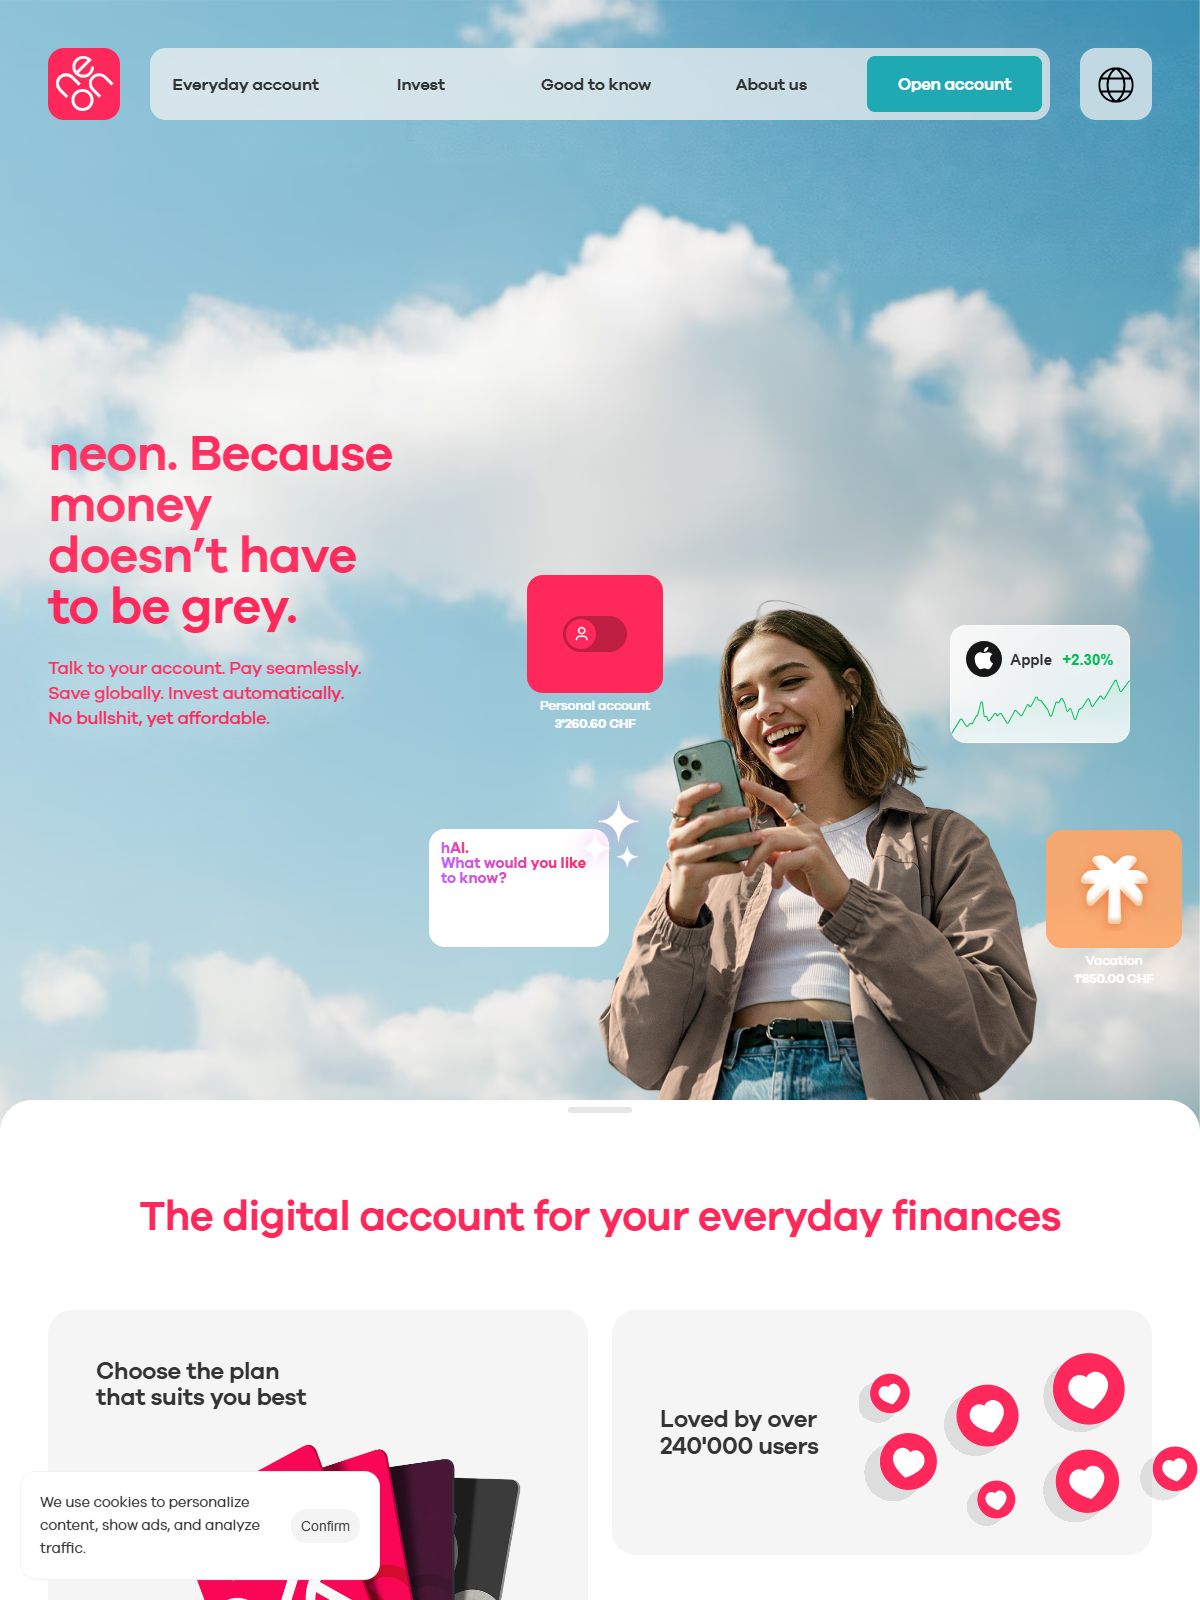 neon
Everyday account
Invest
Good to know
About us
Open account
neon. Because
money
doesn’t have
to be grey.
Talk to your account. Pay seamlessly.
Save globally. Invest automatically.
No bullshit, yet affordable.
Personal account
3'260.60 CHF
Apple +2.30%
hAI.
What would you like
to know?
Vacation
1'850.00 CHF
The digital account for your everyday finances
Choose the plan
that suits you best
Loved by over
240'000 users
We use cookies to personalize
content, show ads, and analyze
traffic.
Confirm